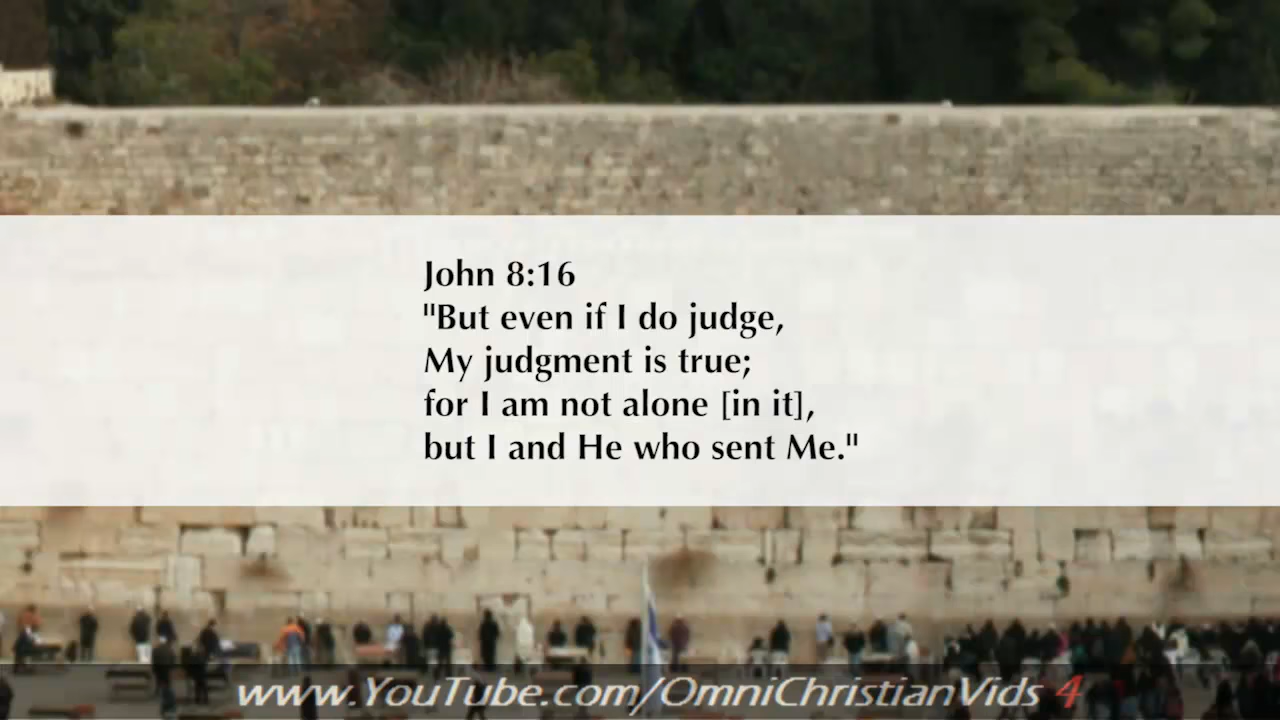 John 8:16
"But even if I do judge,
My judgment is true;
for I am not alone [in it],
but I and He who sent Me."
www.YouTube.com/OmniChristianVids 4